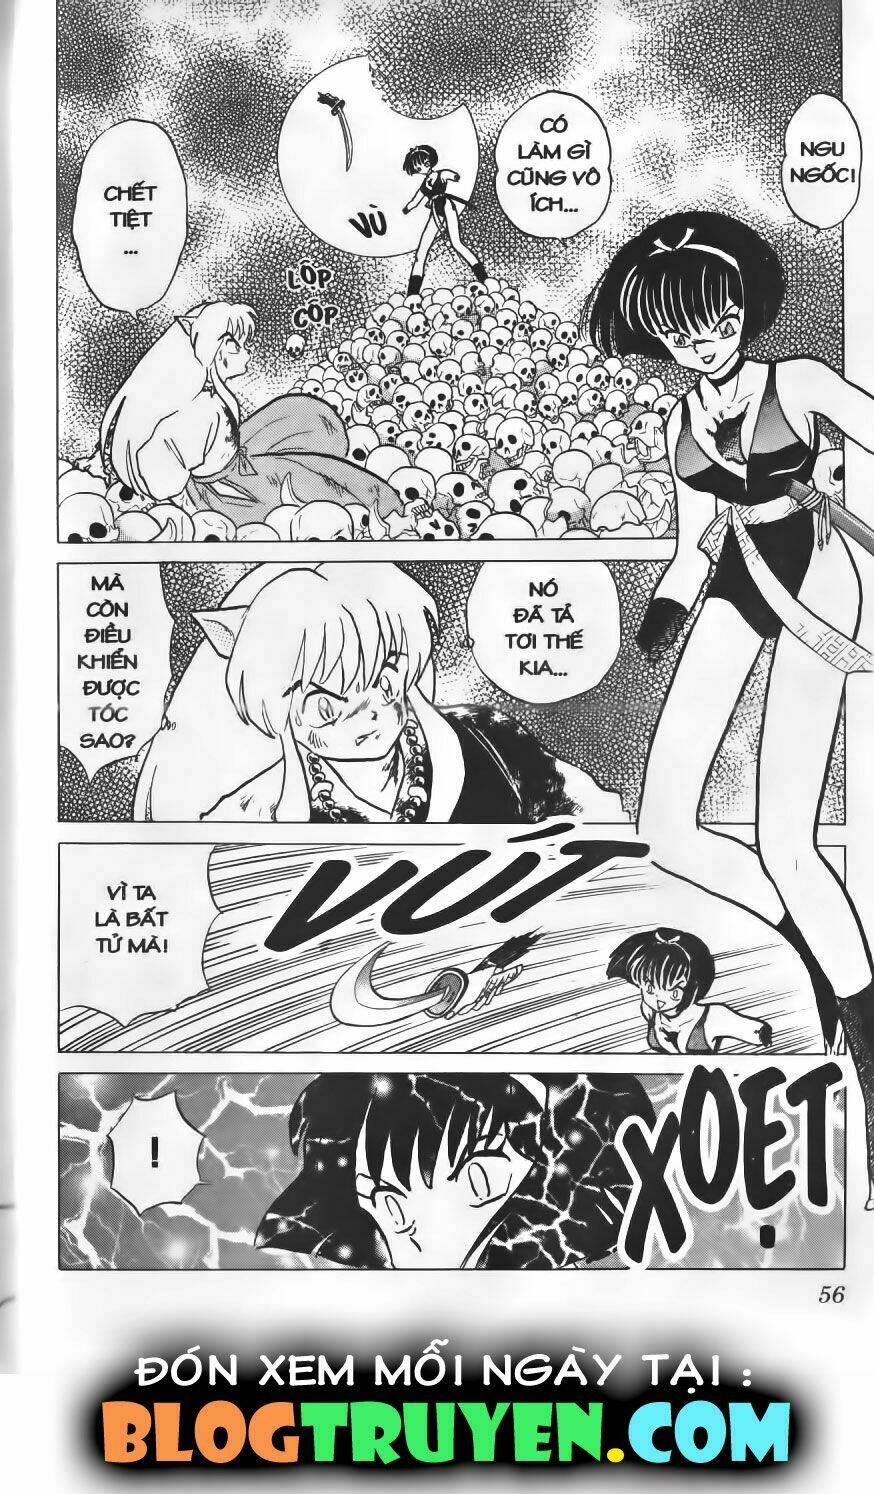 NGU
NGỐC!
CÓ
LÀM GÌ
CŨNG VÔ
ÍCH...
VÙ
CHẾT
TIỆT
...
LỐP
CỐP
NÓ
ĐÃ TẢ
TƠI THẾ
KIA...
MÀ
CÒN
ĐIỀU
KHIỂN
ĐƯỢC
TÓC
SAO?
VÚT
VÌ TA
LÀ BẤT
TỬ MÀ!
!
XOẸT
56
ĐÓN XEM MỖI NGÀY TẠI :
BLOGTRUYEN.COM